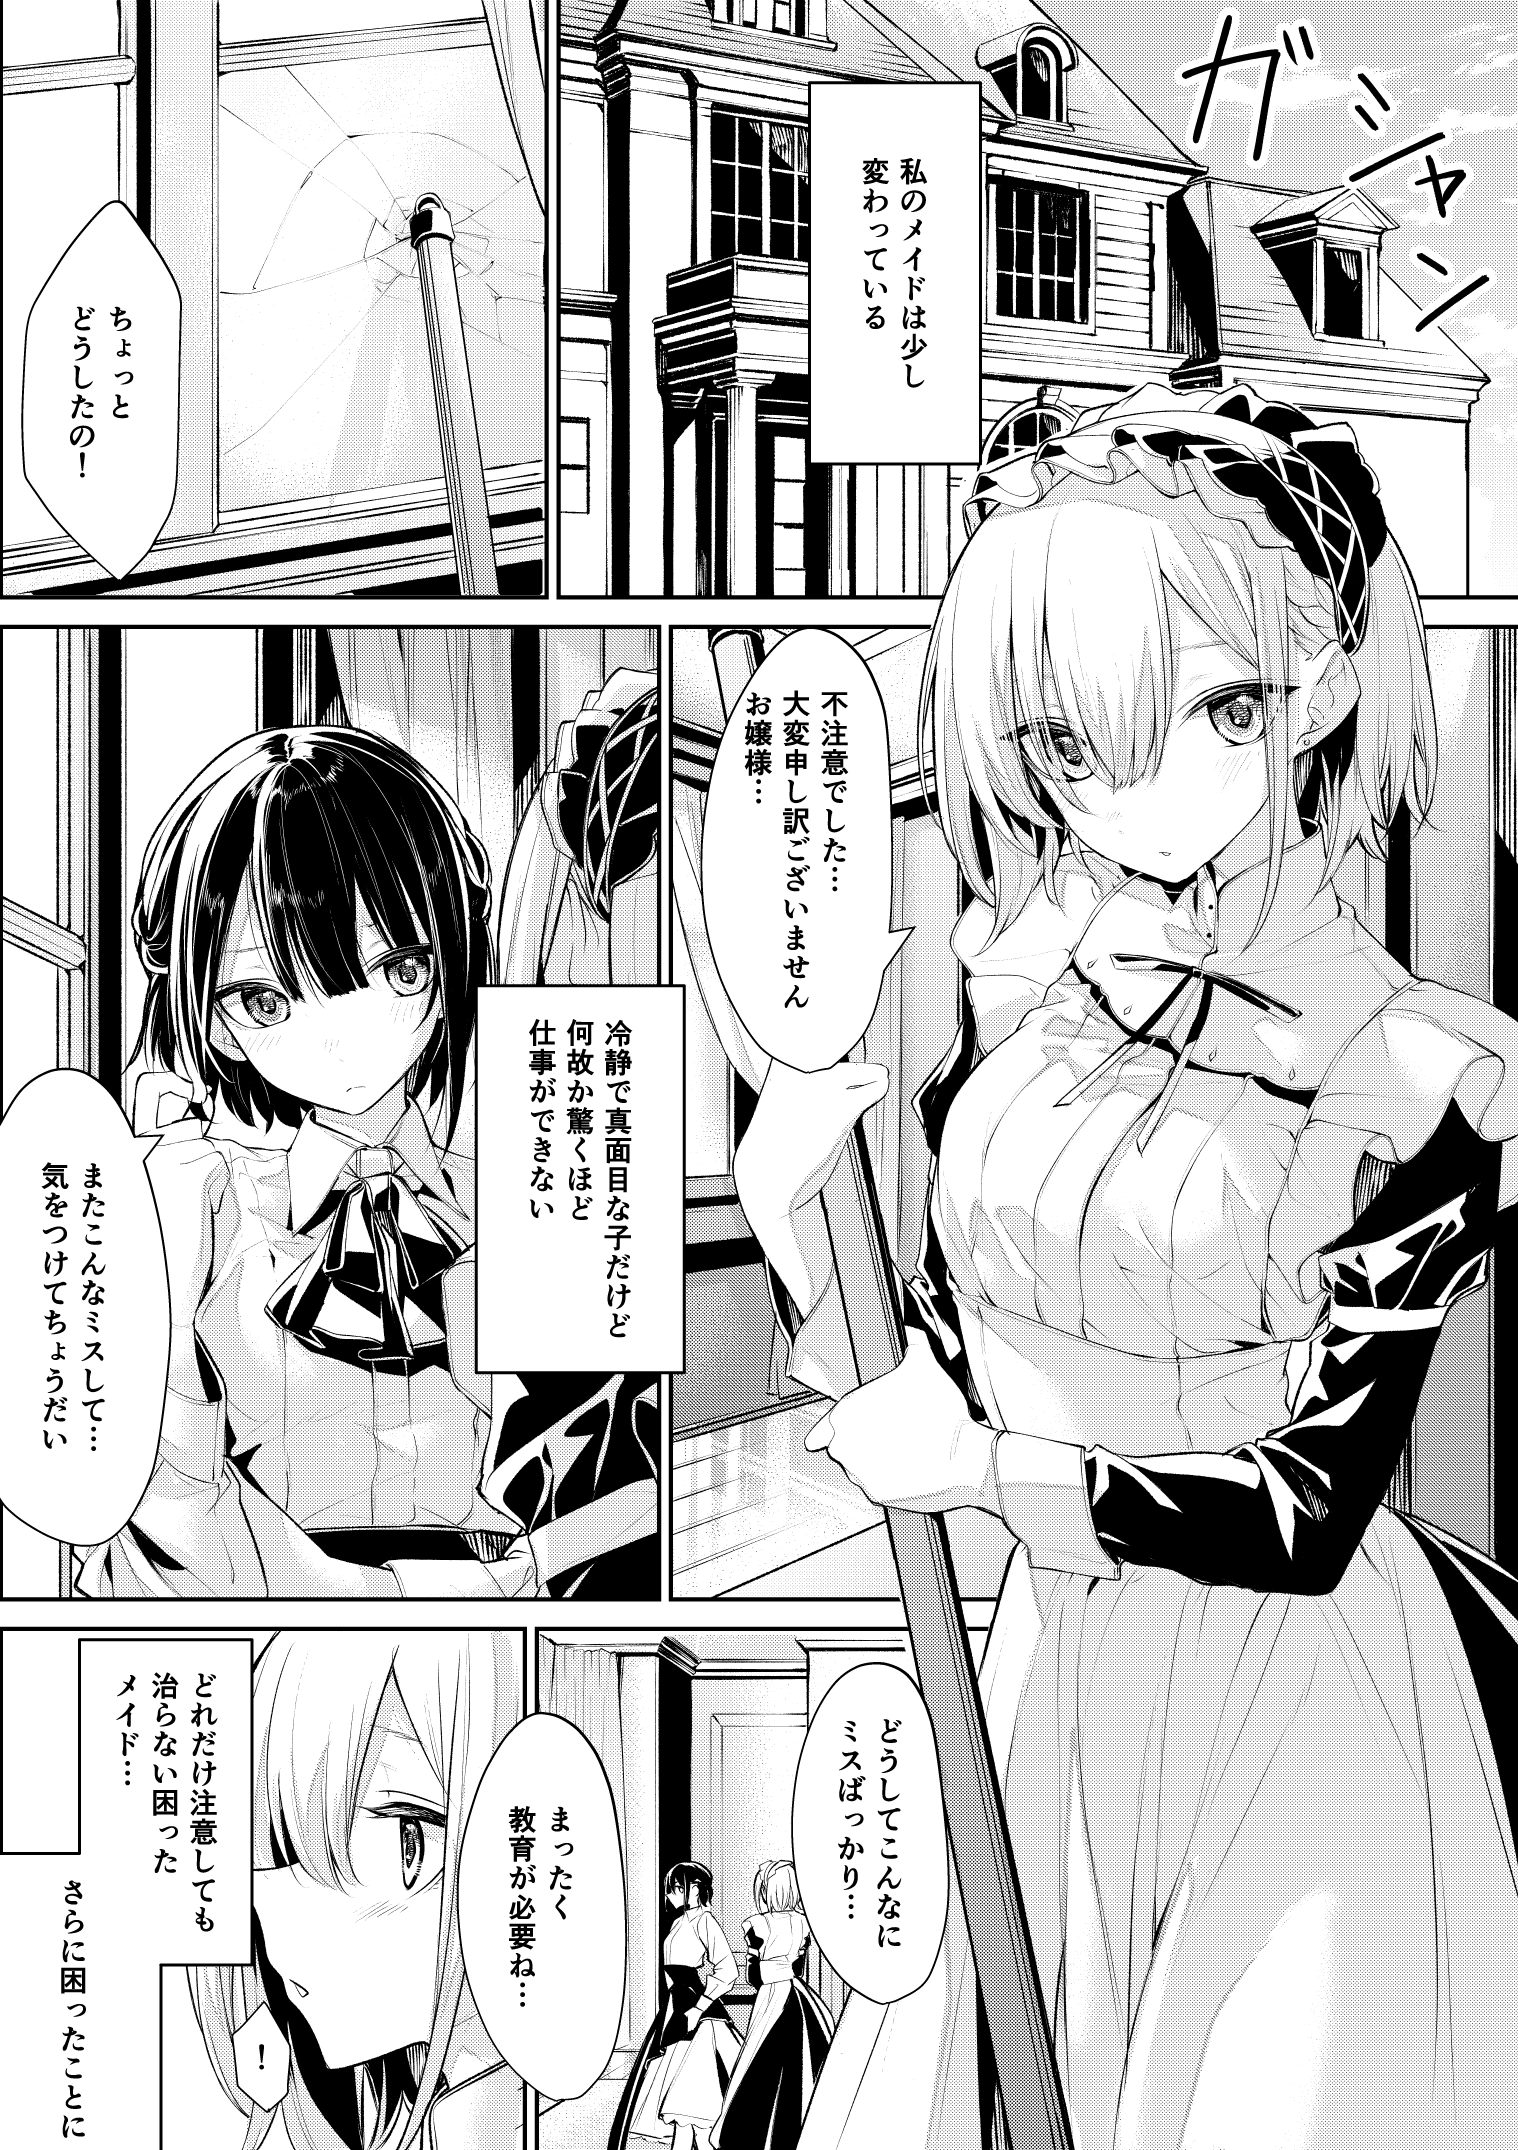 ガシャン
私のメイドは少し
変わっている
ちょっと
どうしたの！
不注意でした…
大変申し訳ございません
お嬢様…
冷静で真面目な子だけど
何故か驚くほど
仕事ができない
またこんなミスして…
気をつけてちょうだい
どうしてこんなに
ミスばっかり…
まったく
教育が必要ね…
どれだけ注意しても
治らない困った
メイド…
！
さらに困ったことに